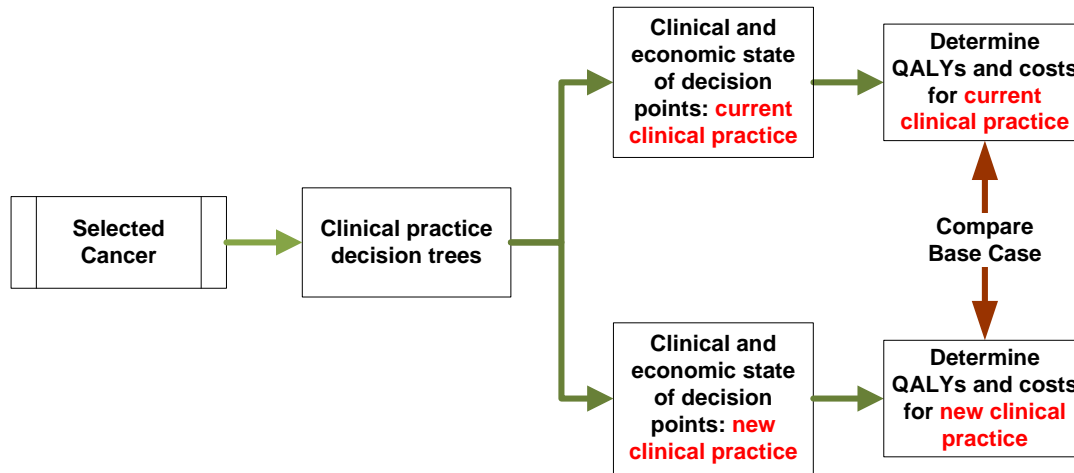 Selected
Cancer
Clinical practice
decision trees
Clinical and
economic state
of decision
points: current
clinical practice
Determine
QALYs and costs
for current
clinical practice
Compare
Base Case
Clinical and
economic state
of decision
points: new
clinical practice
Determine
QALYs and costs
for new clinical
practice